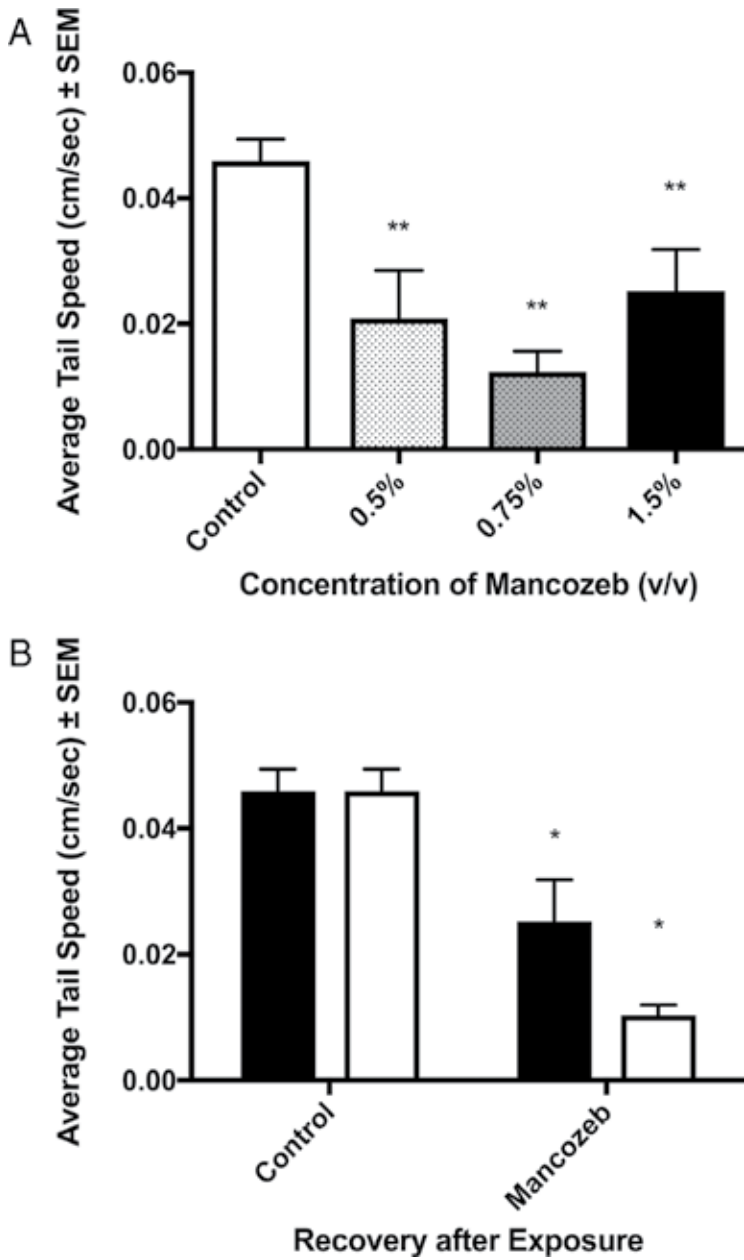 A
Average Tail Speed (cm/sec) ± SEM
0.06
0.04
0.02
0.00
**
**
**
Control
0.5%
0.75%
1.5%
Concentration of Mancozeb (v/v)
B
Average Tail Speed (cm/sec) ± SEM
0.06
0.04
0.02
0.00
*
*
Control
Mancozeb
Recovery after Exposure